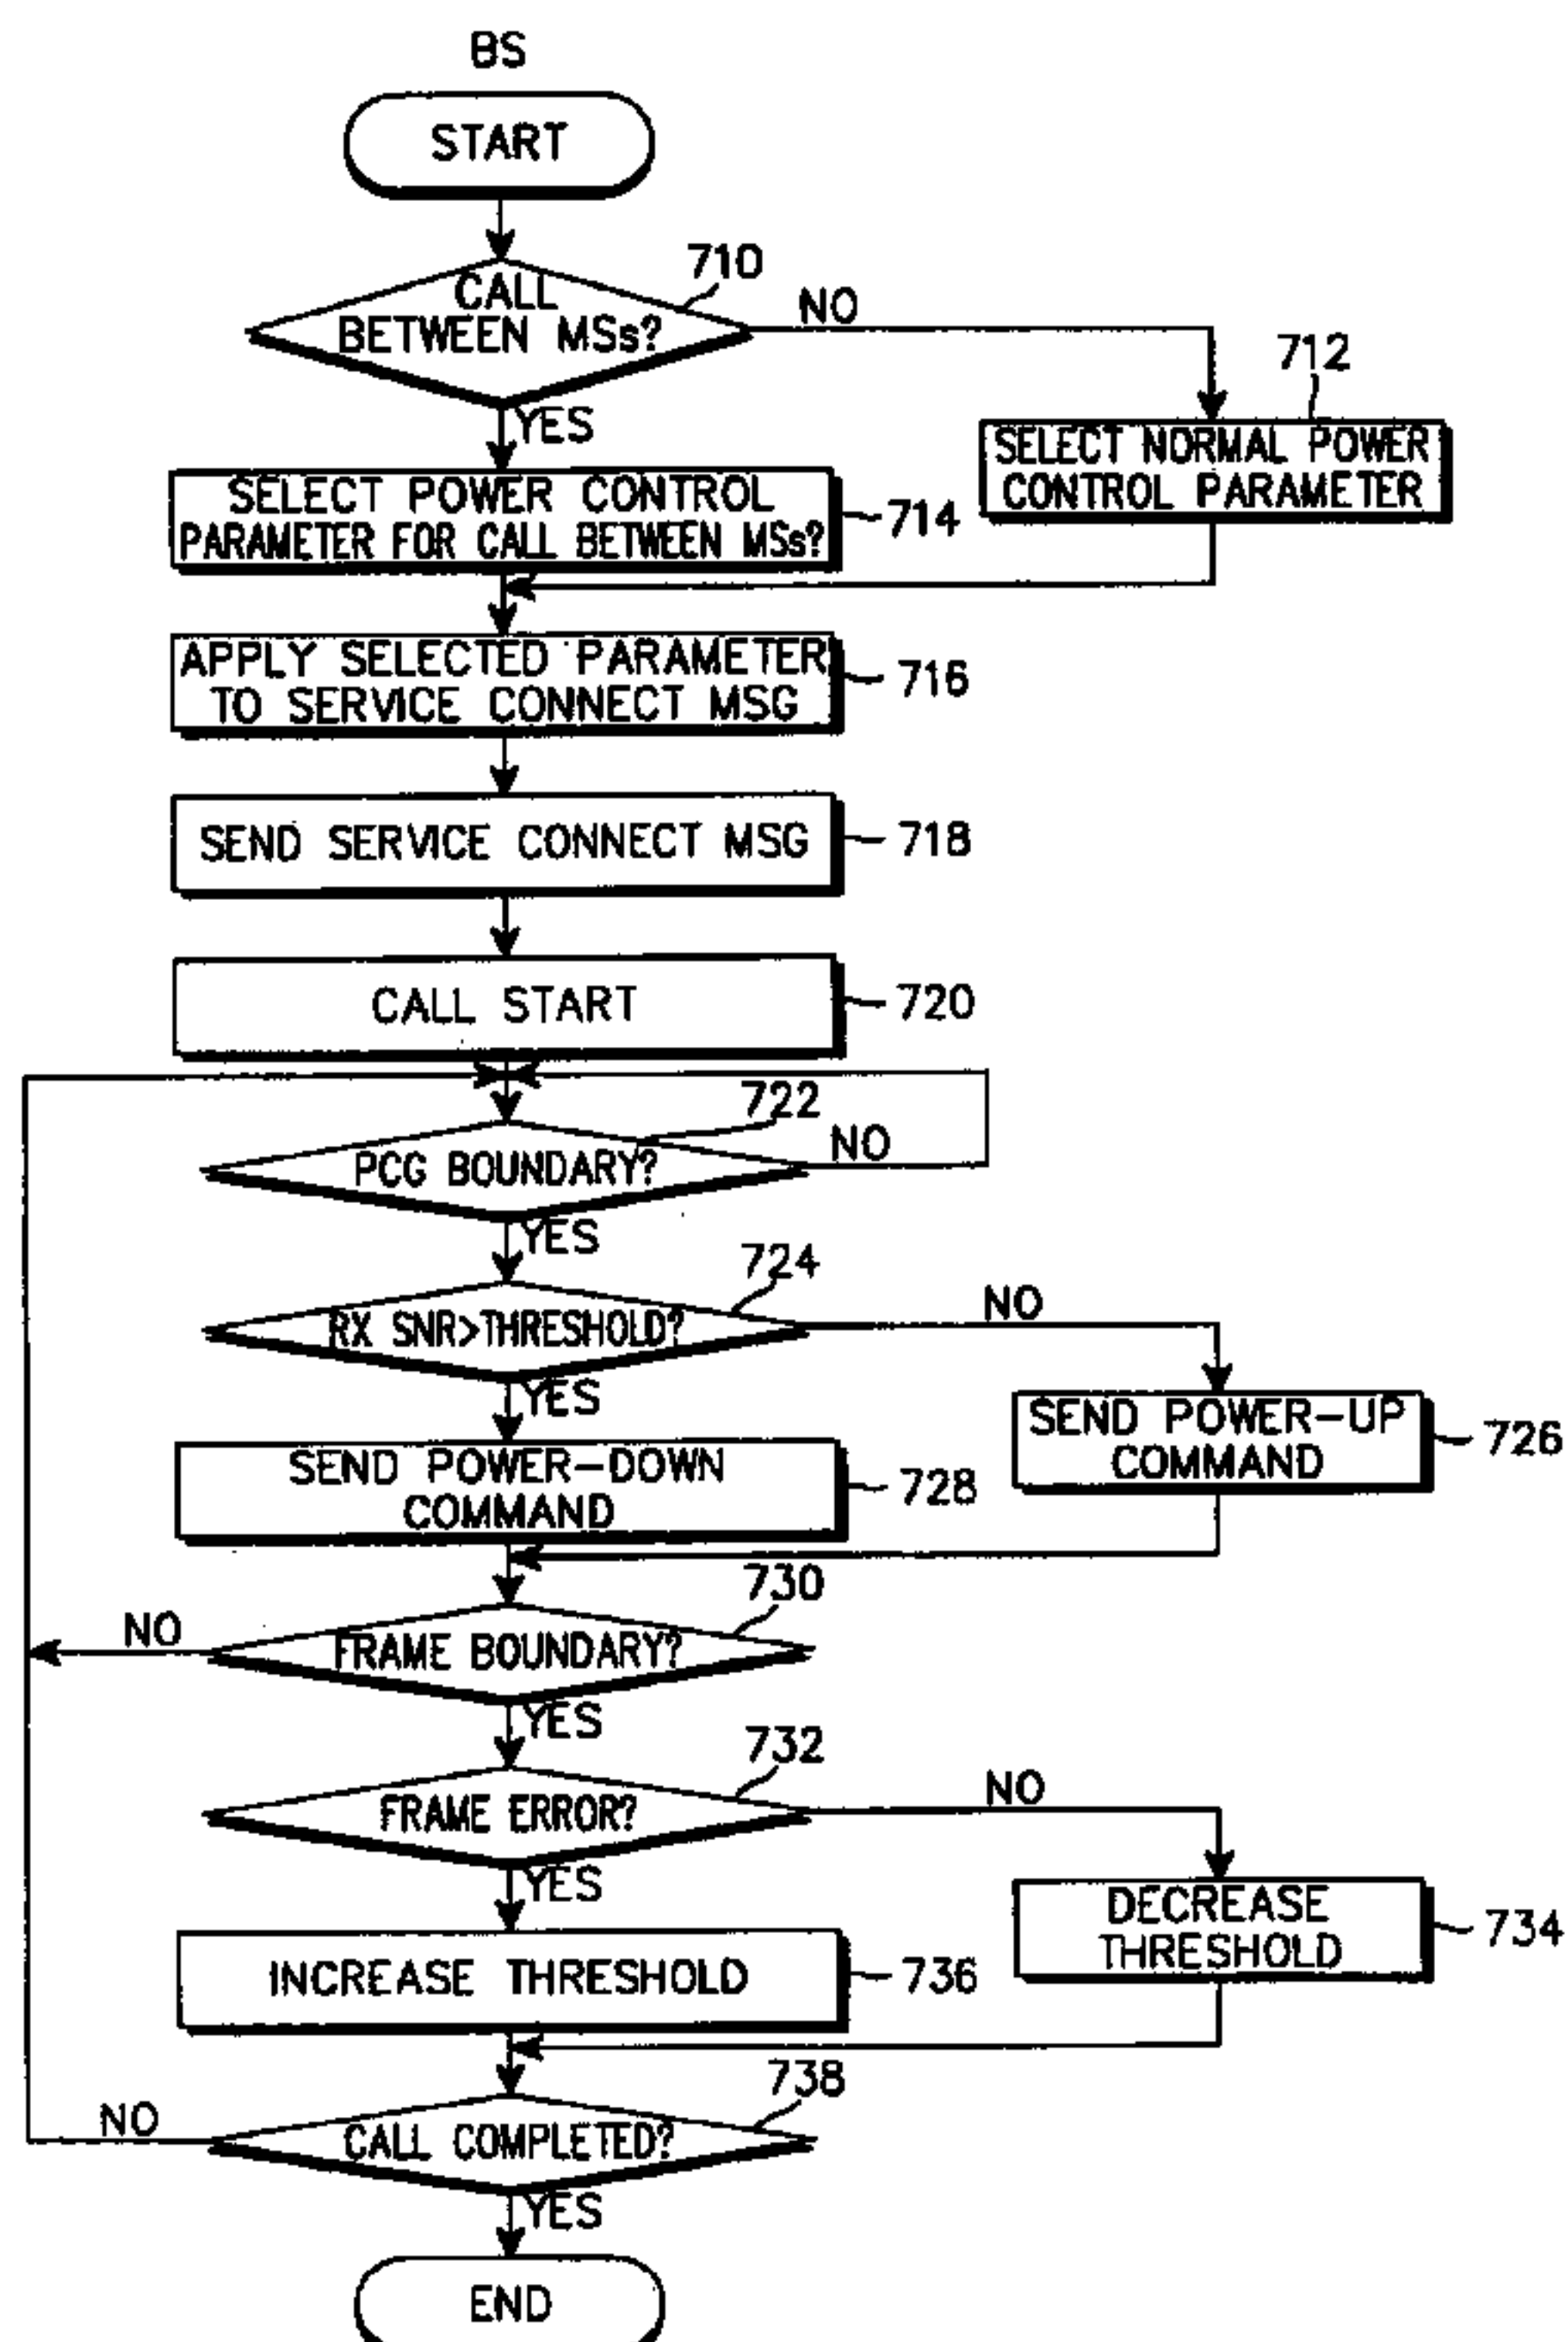 BS
START
710
CALL
BETWEEN MSs?
NO
712
YES
SELECT NORMAL POWER
CONTROL PARAMETER
SELECT POWER CONTROL
PARAMETER FOR CALL BETWEEN MSs?
714
APPLY SELECTED PARAMETER
TO SERVICE CONNECT MSG
716
SEND SERVICE CONNECT MSG
718
CALL START
720
722
PCG BOUNDARY?
NO
YES
724
RX SNR>THRESHOLD?
NO
YES
SEND POWER-UP
COMMAND
726
SEND POWER-DOWN
COMMAND
728
730
NO
FRAME BOUNDARY?
YES
732
FRAME ERROR?
NO
YES
DECREASE
THRESHOLD
734
INCREASE THRESHOLD
736
738
NO
CALL COMPLETED?
YES
END